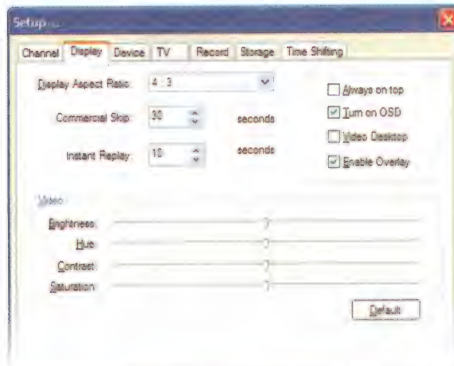 Setup...
Channel Display Device TV Record Storage Time Shifting
Display Aspect Ratio: 4 : 3
Always on top
Commercial Skip: 30 seconds
Turn on OSD
Video Desktop
Instant Replay: 10 seconds
Enable Overlay
Video
Brightness:
Hue:
Contrast:
Saturation:
Default